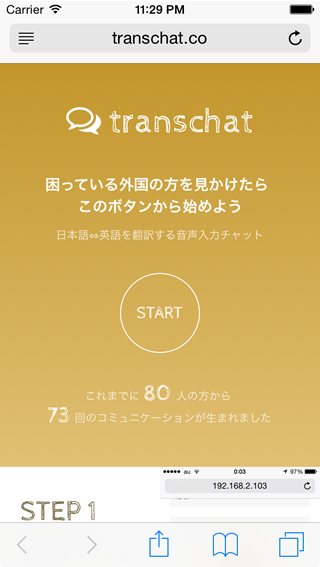 Carrier 11:29 PM
transchat.co
transchat
困っている外国の方を見かけたら
このボタンから始めよう
日本語⇔英語を翻訳する音声入力チャット
START
これまでに 80 人の方から
73 回のコミュニケーションが生まれました
au 0:03 97%
192.168.2.103
STEP 1